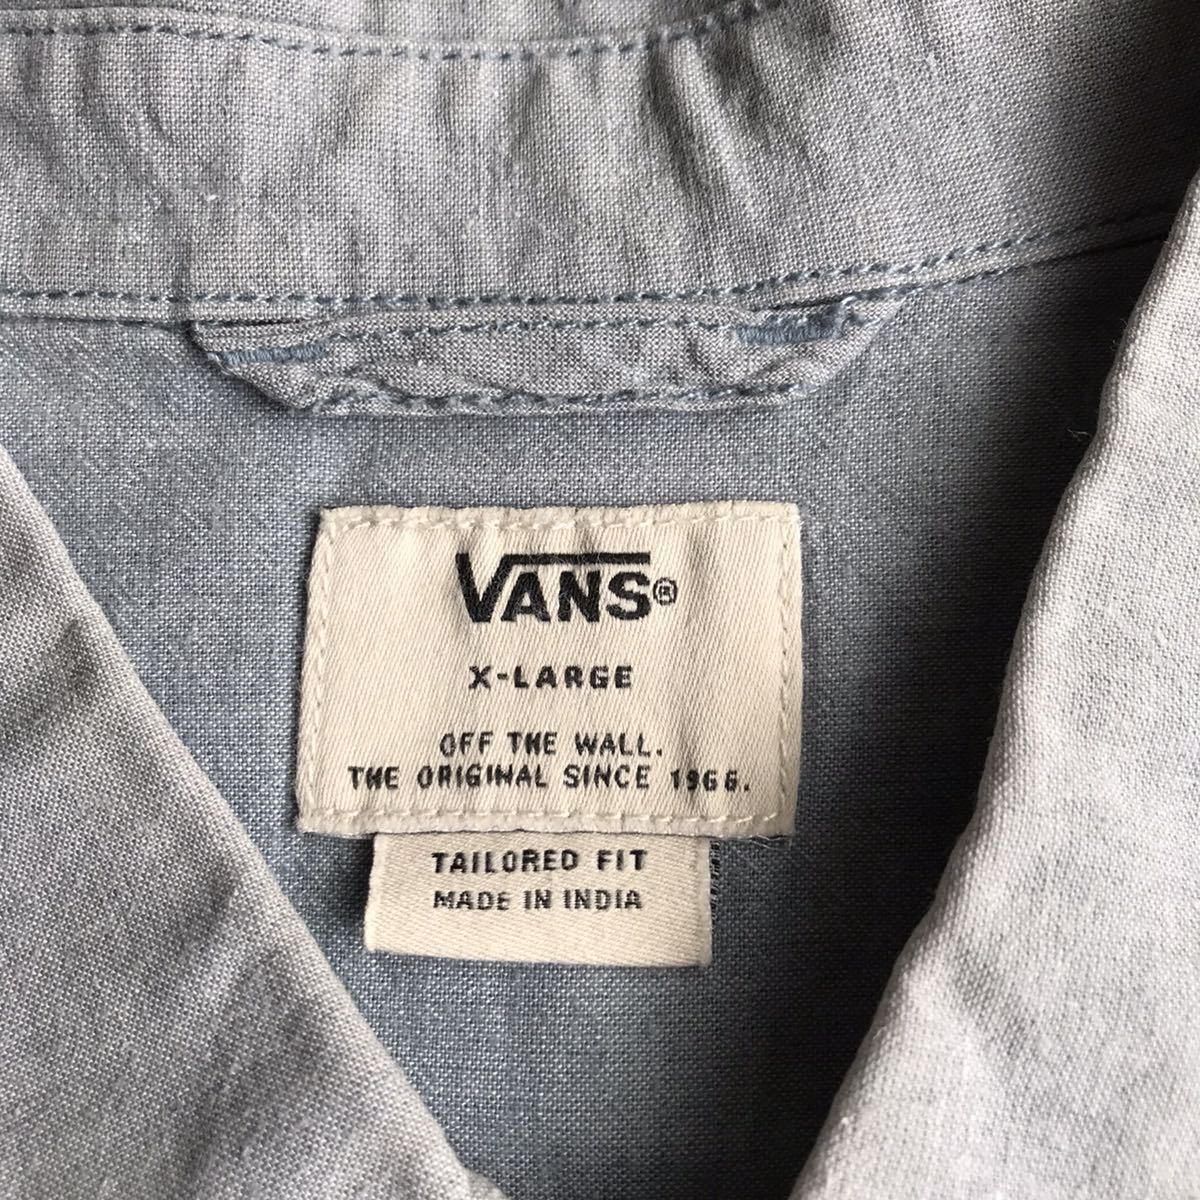 VANS®
X-LARGE
OFF THE WALL.
THE ORIGINAL SINCE 1966.
TAILORED FIT
MADE IN INDIA